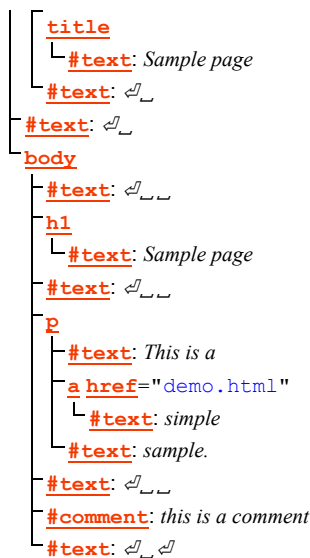 title
#text: Sample page
#text: ⏎␣
#text: ⏎␣
body
#text: ⏎␣␣
h1
#text: Sample page
#text: ⏎␣␣
p
#text: This is a
a href="demo.html"
#text: simple
#text: sample.
#text: ⏎␣␣
#comment: this is a comment
#text: ⏎␣⏎